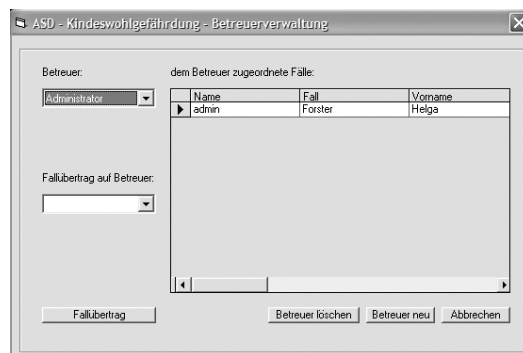 ASD - Kindeswohlgefährdung - Betreuerverwaltung
Betreuer:
dem Betreuer zugeordnete Fälle:
Administrator
Name Fall Vorname
admin Forster Helga
Fallübertrag auf Betreuer:
Fallübertrag
Betreuer löschen
Betreuer neu
Abbrechen